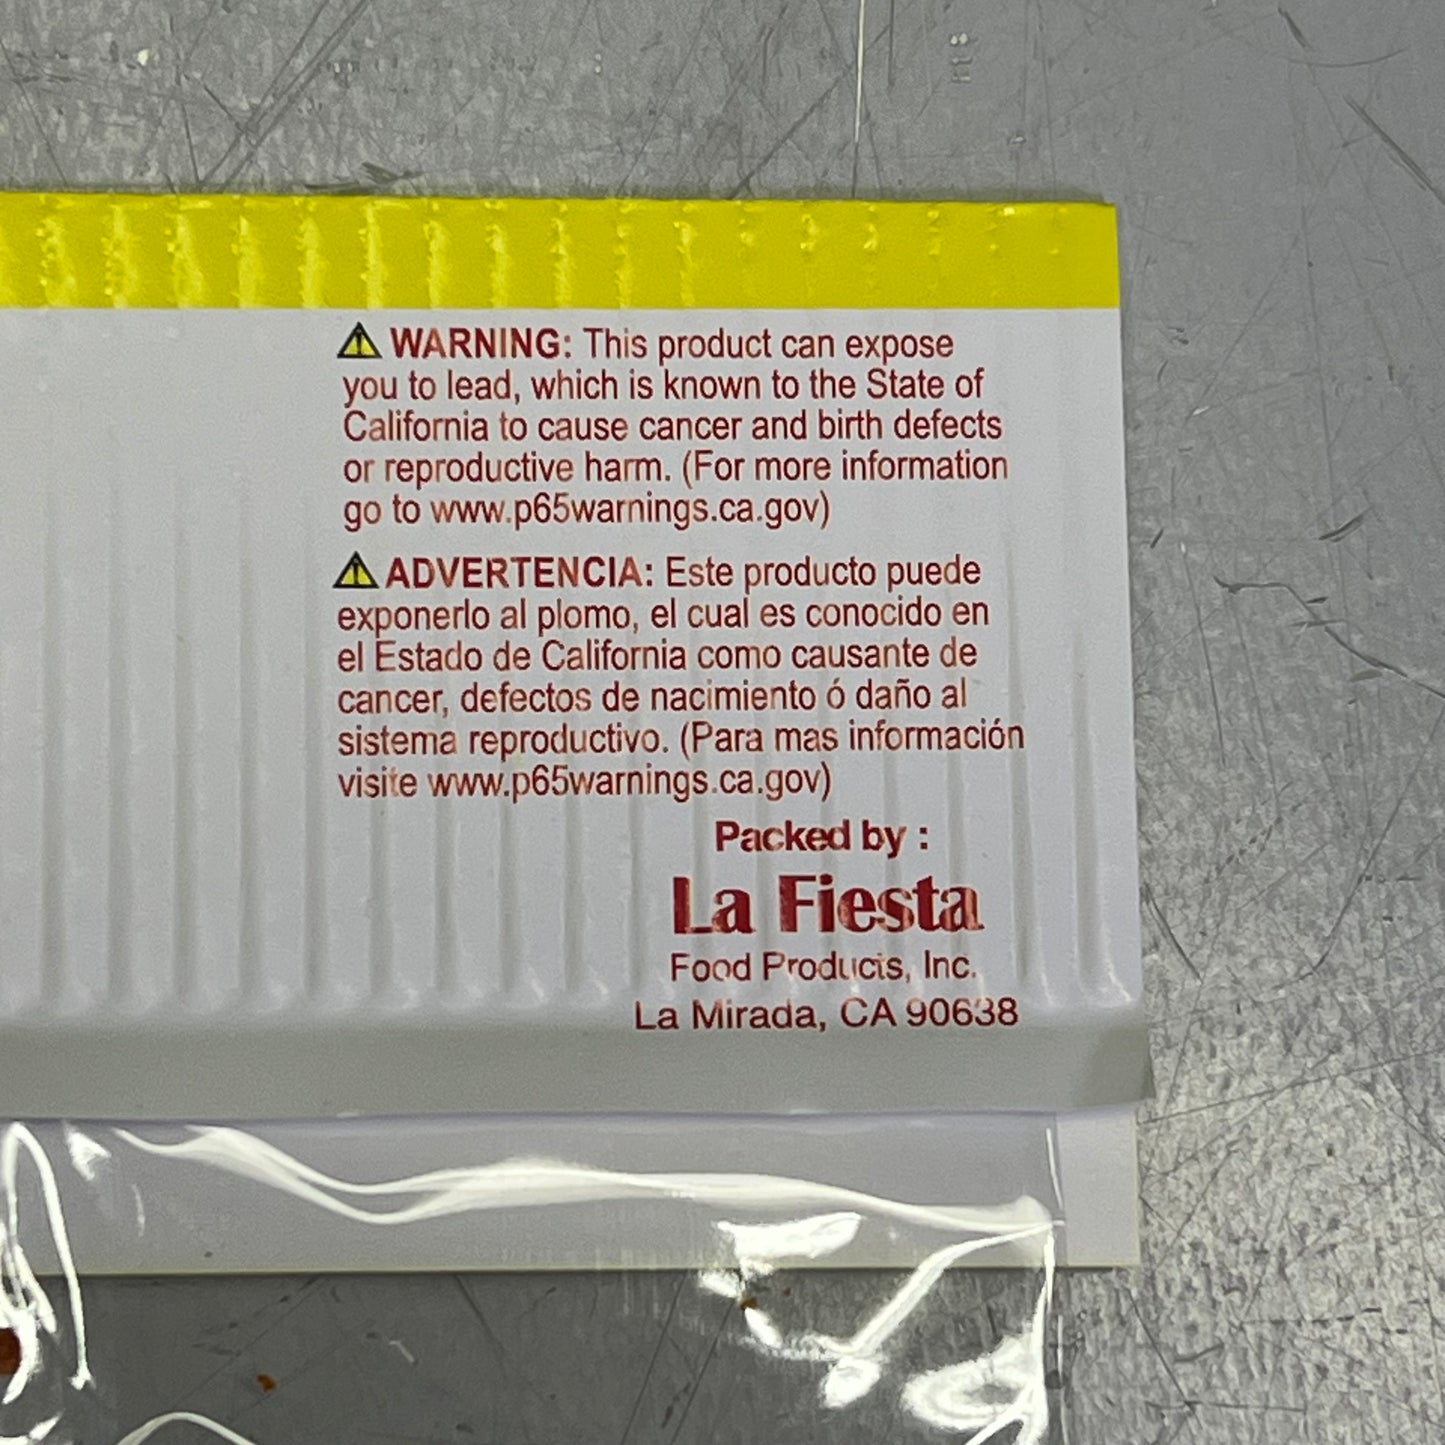 WARNING: This product can expose
you to lead, which is known to the State of
California to cause cancer and birth defects
or reproductive harm. (For more information
go to www.p65warnings.ca.gov)
ADVERTENCIA: Este producto puede
exponerlo al plomo, el cual es conocido en
el Estado de California como causante de
cancer, defectos de nacimiento ó daño al
sistema reproductivo. (Para mas información
visite www.p65warnings.ca.gov)
Packed by :
La Fiesta
Food Products, Inc.
La Mirada, CA 90638